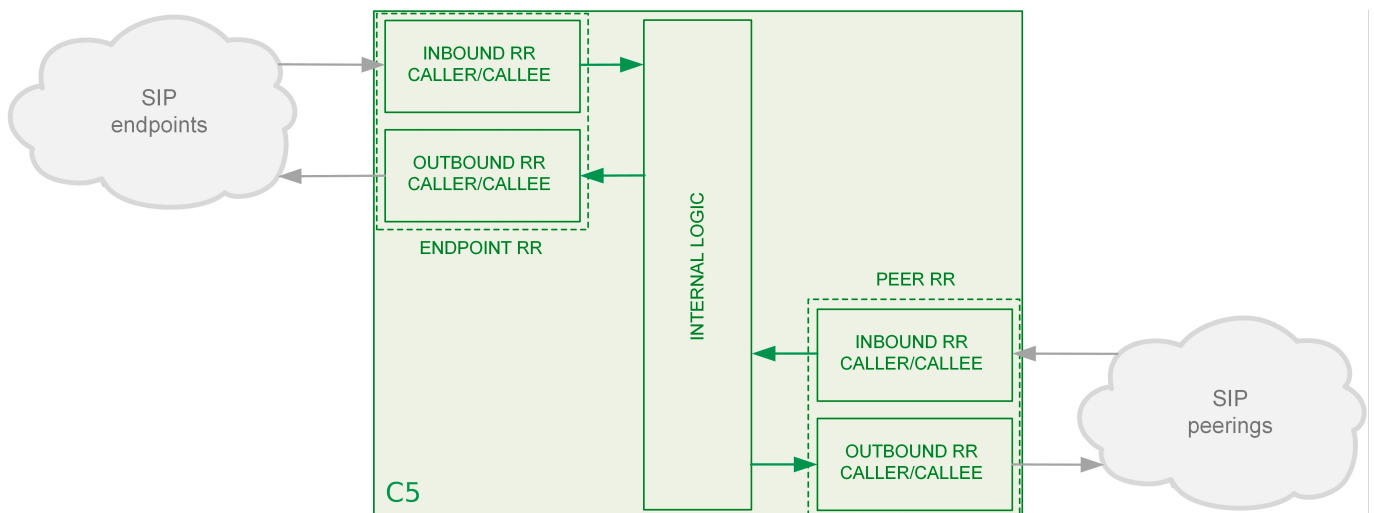 SIP
endpoints
INBOUND RR
CALLER/CALLEE
OUTBOUND RR
CALLER/CALLEE
ENDPOINT RR
INTERNAL LOGIC
PEER RR
INBOUND RR
CALLER/CALLEE
OUTBOUND RR
CALLER/CALLEE
SIP
peerings
C5